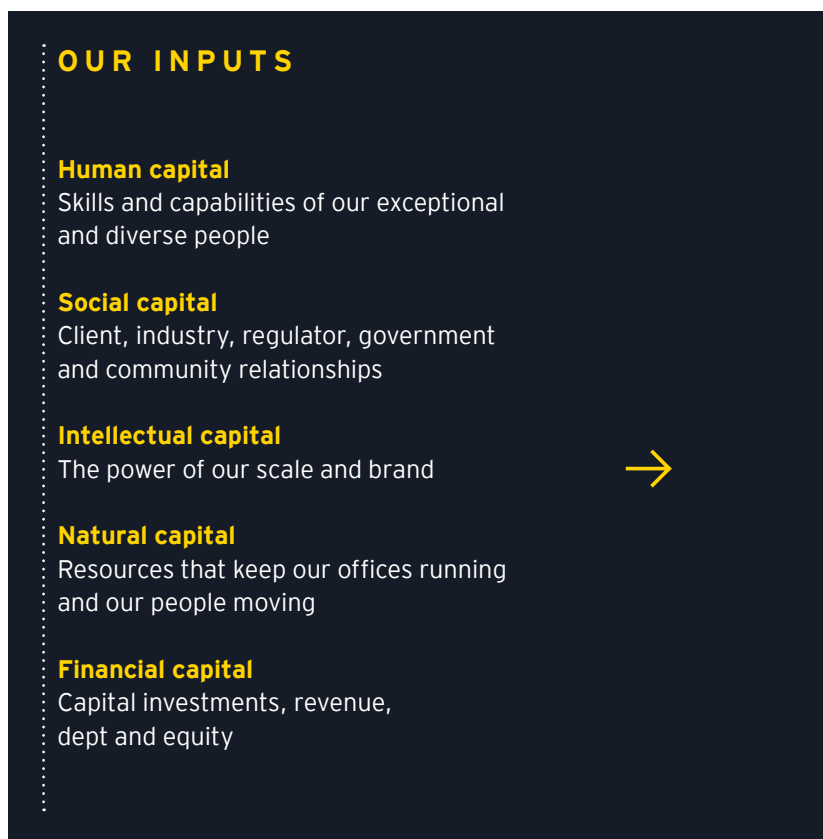 OUR INPUTS
Human capital
Skills and capabilities of our exceptional
and diverse people
Social capital
Client, industry, regulator, government
and community relationships
Intellectual capital
The power of our scale and brand
Natural capital
Resources that keep our offices running
and our people moving
Financial capital
Capital investments, revenue,
dept and equity